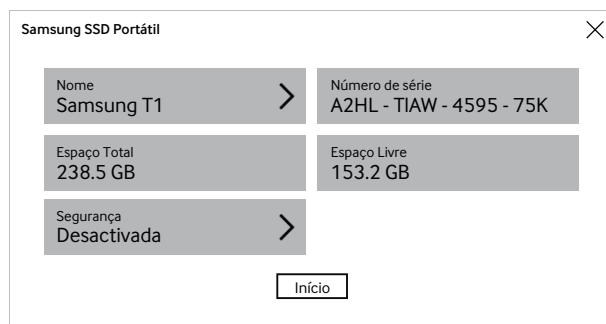 Samsung SSD Portátil
Nome
Samsung T1
Número de série
A2HL - TIAW - 4595 - 75K
Espaço Total
238.5 GB
Espaço Livre
153.2 GB
Segurança
Desactivada
Início